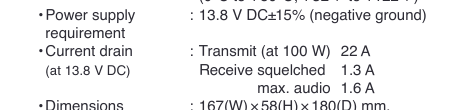 • Power supply requirement : 13.8 V DC±15% (negative ground)
• Current drain (at 13.8 V DC) : Transmit (at 100 W) 22 A
Receive squelched 1.3 A
max. audio 1.6 A
• Dimensions : 167(W)×58(H)×180(D) mm.